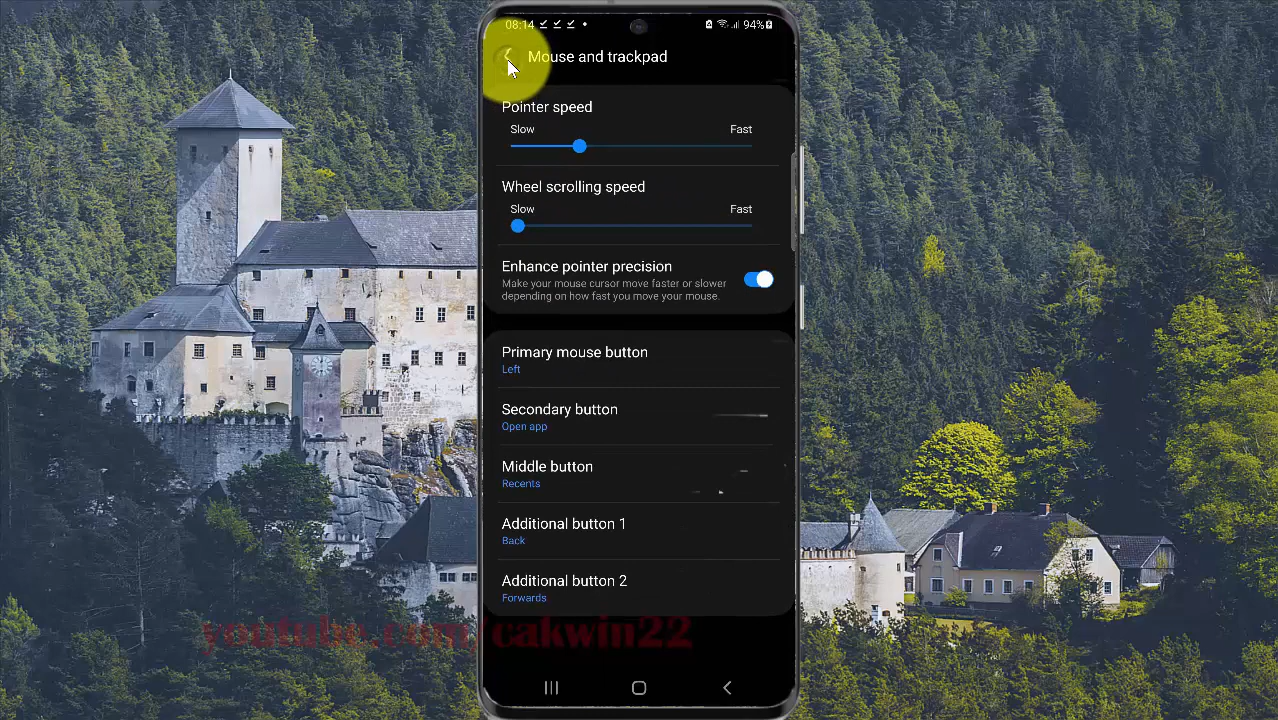 08:14
94%
Mouse and trackpad
Pointer speed
Slow
Fast
Wheel scrolling speed
Slow
Fast
Enhance pointer precision
Make your mouse cursor move faster or slower
depending on how fast you move your mouse.
Primary mouse button
Left
Secondary button
Open app
Middle button
Recents
Additional button 1
Back
Additional button 2
Forwards
youtube.com/cakwin22